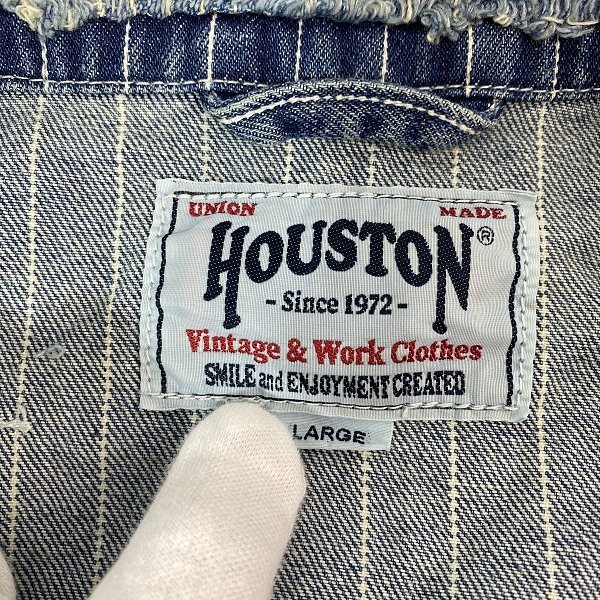 UNION MADE
HOUSTON®
- Since 1972 -
Vintage & Work Clothes
SMILE and ENJOYMENT CREATED
LARGE